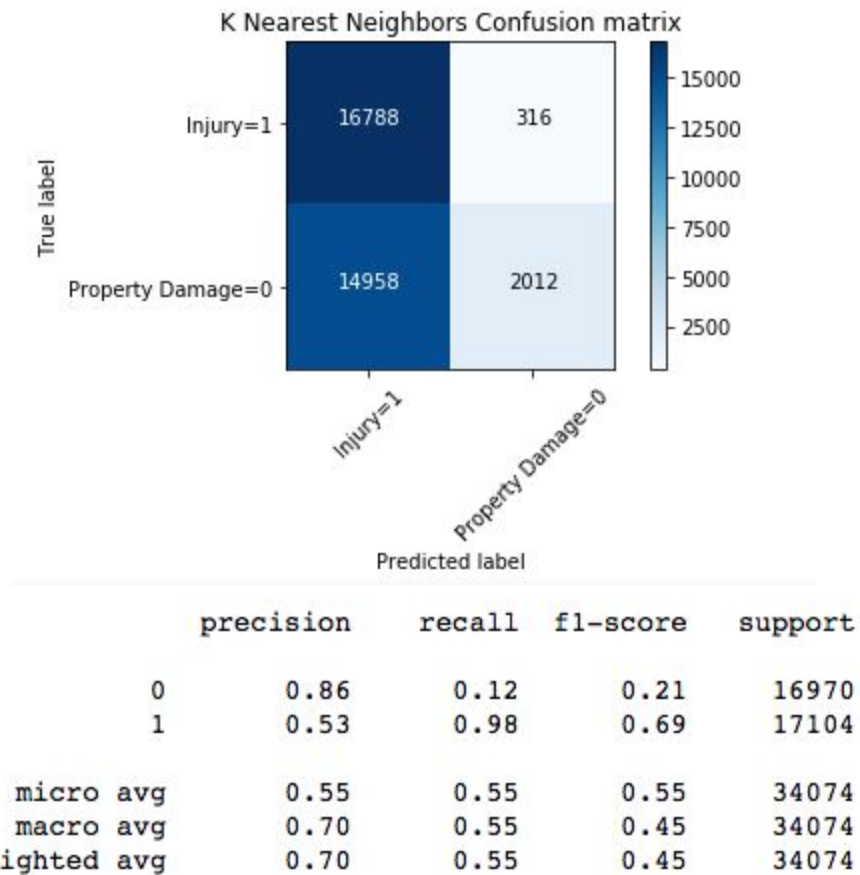 K Nearest Neighbors Confusion matrix
Injury=1
16788
316
15000
12500
10000
7500
5000
2500
True label
Property Damage=0
14958
2012
Injury=1
Property Damage=0
Predicted label
precision recall f1-score support
0 0.86 0.12 0.21 16970
1 0.53 0.98 0.69 17104
micro avg 0.55 0.55 0.55 34074
macro avg 0.70 0.55 0.45 34074
ighted avg 0.70 0.55 0.45 34074